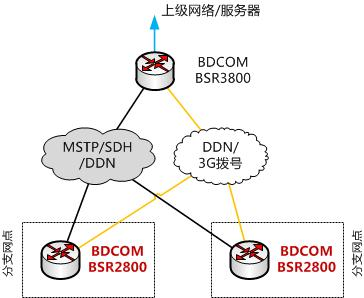 上级网络/服务器
BDCOM
BSR3800
MSTP/SDH
/DDN
DDN/
3G拨号
分支网点
BDCOM
BSR2800
BDCOM
BSR2800
分支网点